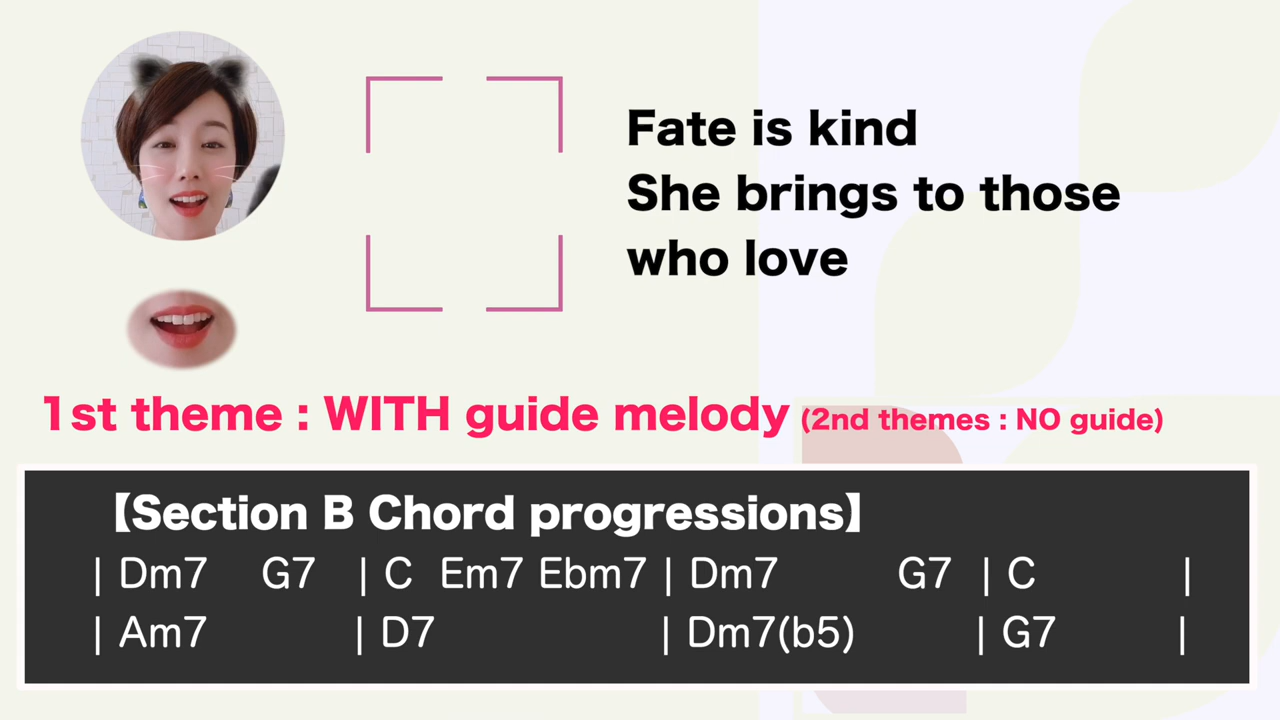 Fate is kind
She brings to those
who love
1st theme : WITH guide melody (2nd themes : NO guide)
【Section B Chord progressions】
| Dm7 G7 | C Em7 Ebm7 | Dm7 G7 | C |
| Am7 | D7 | Dm7(b5) | G7 |